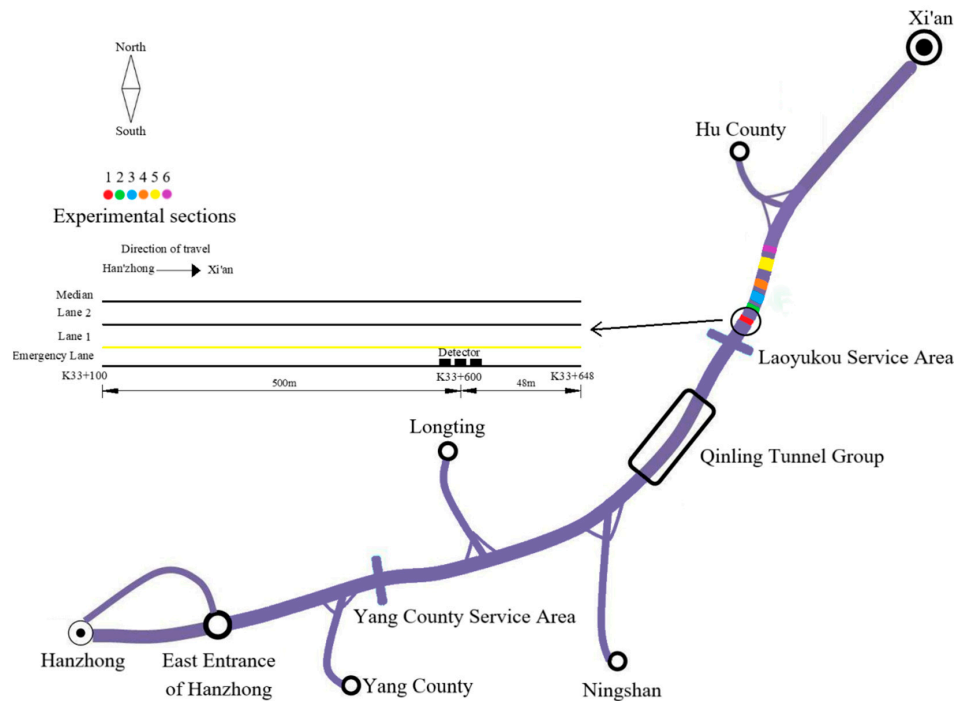 Xi'an
North
South
Hu County
1 2 3 4 5 6
Experimental sections
Direction of travel
Han'zhong
Xi'an
Median
Lane 2
Lane 1
Emergency Lane
Detector
K33+100
K33+600
K33+648
500m
48m
Laoyukou Service Area
Longting
Qinling Tunnel Group
Yang County Service Area
Hanzhong
East Entrance
of Hanzhong
Yang County
Ningshan